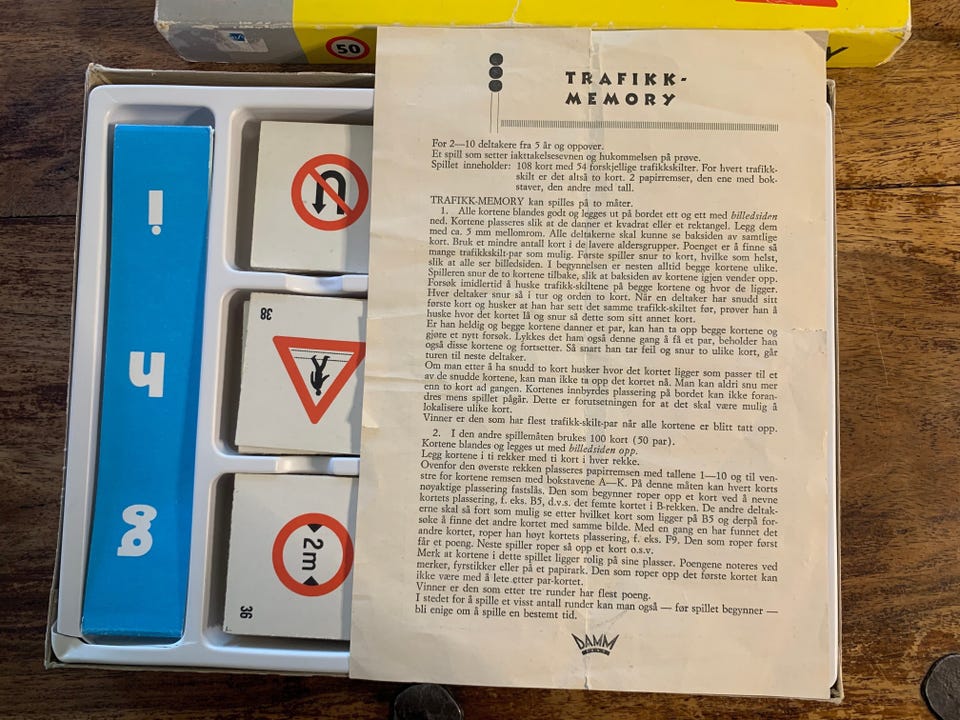 50
TRAFIKK-
MEMORY
For 2—10 deltakere fra 5 år og oppover.
Et spill som setter iakttakelsesevnen og hukommelsen på prøve.
Spillet inneholder: 108 kort med 54 forskjellige trafikkskilter. For hvert trafikk-
skilt er det altså to kort. 2 papirremser, den ene med bok-
staver, den andre med tall.
TRAFIKK-MEMORY kan spilles på to måter.
1. Alle kortene blandes godt og legges ut på bordet ett og ett med billedsiden
ned. Kortene plasseres slik at de danner et kvadrat eller et rektangel. Legg dem
med ca. 5 mm mellomrom. Alle deltakerne skal kunne se baksiden av samtlige
kort. Bruk et mindre antall kort i de lavere aldersgrupper. Poenget er å finne så
mange trafikkskilt-par som mulig. Første spiller snur to kort, hvilke som helst,
slik at alle ser billedsiden. I begynnelsen er nesten alltid begge kortene ulike.
Spilleren snur de to kortene tilbake, slik at baksiden av kortene igjen vender opp.
Forsøk imidlertid å huske trafikk-skiltene på begge kortene og hvor de ligger.
Hver deltaker snur så i tur og orden to kort. Når en deltaker har snudd sitt
første kort og husker at han har sett det samme trafikk-skiltet før, prøver han å
huske hvor det kortet lå og snur så dette som sitt annet kort.
Er han heldig og begge kortene danner et par, kan han ta opp begge kortene og
gjøre et nytt forsøk. Lykkes det ham også denne gang å få et par, beholder han
også disse kortene og fortsetter. Så snart han tar feil og snur to ulike kort, går
turen til neste deltaker.
Om man etter å ha snudd to kort husker hvor det kortet ligger som passer til et
av de snudde kortene, kan man ikke ta opp det kortet nå. Man kan aldri snu mer
enn to kort ad gangen. Kortenes innbyrdes plassering på bordet kan ikke foran-
dres mens spillet pågår. Dette er forutsetningen for at det skal være mulig å
lokalisere ulike kort.
Vinner er den som har flest trafikk-skilt-par når alle kortene er blitt tatt opp.
2. I den andre spillemåten brukes 100 kort (50 par).
Kortene blandes og legges ut med billedsiden opp.
Legg kortene i ti rekker med ti kort i hver rekke.
Ovenfor den øverste rekken plasseres papirremsen med tallene 1—10 og til ven-
stre for kortene remsen med bokstavene A—K. På denne måten kan hvert korts
nøyaktige plassering fastslås. Den som begynner roper opp et kort ved å nevne
kortets plassering, f. eks. B5, d.v.s. det femte kortet i B-rekken. De andre deltak-
erne skal så fort som mulig se etter hvilket kort som ligger på B5 og derpå for-
søke å finne det andre kortet med samme bilde. Med en gang en har funnet det
andre kortet, roper han høyt kortets plassering, f. eks. F9. Den som roper først
får et poeng. Neste spiller roper så opp et kort o.s.v.
Merk at kortene i dette spillet ligger rolig på sine plasser. Poengene noteres ved
merker, fyrstikker eller på et papirark. Den som roper opp det første kortet kan
ikke være med å lete etter par-kortet.
Vinner er den som etter tre runder har flest poeng.
I stedet for å spille et visst antall runder kan man også — før spillet begynner —
bli enige om å spille en bestemt tid.
DAMM
i
h
g
38
2m
36